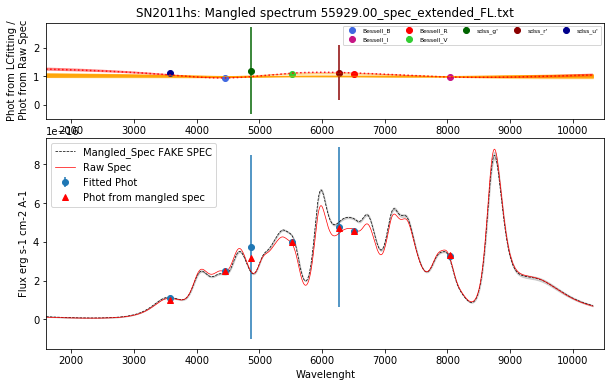 SN2011hs: Mangled spectrum 55929.00_spec_extended_FL.txt
Phot from LCfitting /
Phot from Raw Spec
2
1
0
Bessell_B
Bessell_R
sdss_g'
sdss_r'
sdss_u'
Bessell_I
Bessell_V
2000 3000 4000 5000 6000 7000 8000 9000 10000
1e-16
Flux erg s-1 cm-2 A-1
8
6
4
2
0
Mangled_Spec FAKE SPEC
Raw Spec
Fitted Phot
Phot from mangled spec
2000 3000 4000 5000 6000 7000 8000 9000 10000
Wavelenght